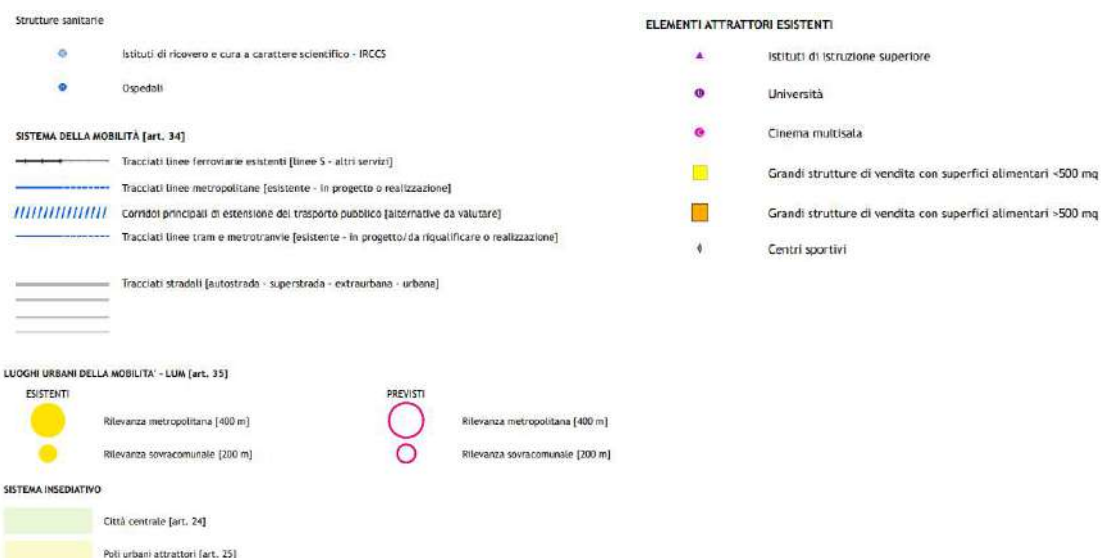 Strutture sanitarie
Istituti di ricovero e cura a carattere scientifico - IRCCS
Ospedali
SISTEMA DELLA MOBILITÀ [art. 34]
Tracciati linee ferroviarie esistenti [linee S - altri servizi]
Tracciati linee metropolitane [esistente - in progetto o realizzazione]
Corridoi principali di estensione del trasporto pubblico [alternative da valutare]
Tracciati linee tram e metrotranvie [esistente - in progetto/da riqualificare o realizzazione]
Tracciati stradali [autostrada - superstrada - extraurbana - urbana]
ELEMENTI ATTRATTORI ESISTENTI
Istituti di istruzione superiore
U
Università
C
Cinema multisala
Grandi strutture di vendita con superfici alimentari <500 mq
Grandi strutture di vendita con superfici alimentari >500 mq
Centri sportivi
LUOGHI URBANI DELLA MOBILITA' - LUM [art. 35]
ESISTENTI
Rilevanza metropolitana [400 m]
Rilevanza sovracomunale [200 m]
PREVISTI
Rilevanza metropolitana [400 m]
Rilevanza sovracomunale [200 m]
SISTEMA INSEDIATIVO
Città centrale [art. 24]
Poli urbani attrattori [art. 25]